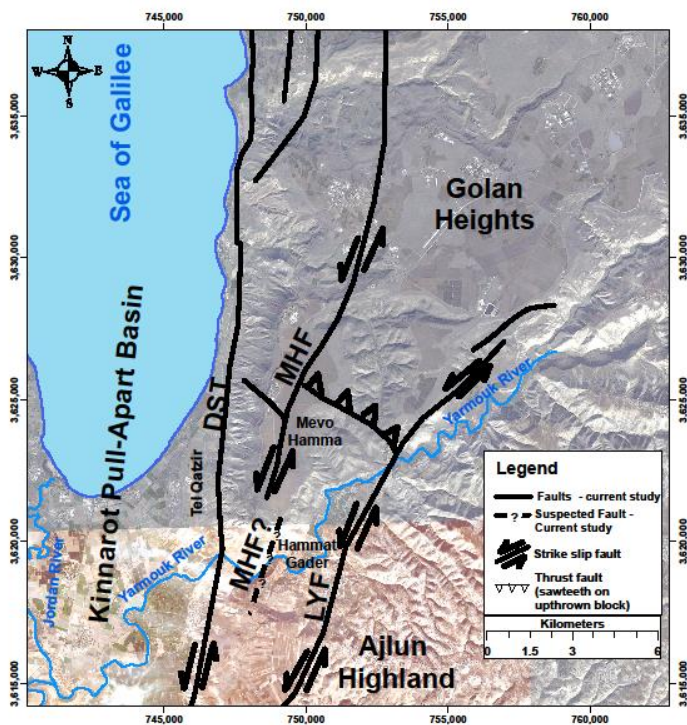 745,000
750,000
755,000
760,000
N
W
E
S
3,635,000
3,630,000
3,625,000
3,620,000
3,615,000
3,635,000
3,630,000
3,625,000
3,620,000
3,615,000
Sea of Galilee
Golan
Heights
Kinnarot Pull-Apart Basin
DST
MHF
Mevo
Hamma
Yarmouk River
Tel Qatzir
MHF?
?
?
?
Hammat
Gader
LYF
Jordan River
Yarmouk River
Ajlun
Highland
Legend
Faults - current study
?
Suspected Fault -
Current study
Strike slip fault
Thrust fault
(sawteeth on
upthrown block)
Kilometers
0 1.5 3 6
745,000
750,000
755,000
760,000